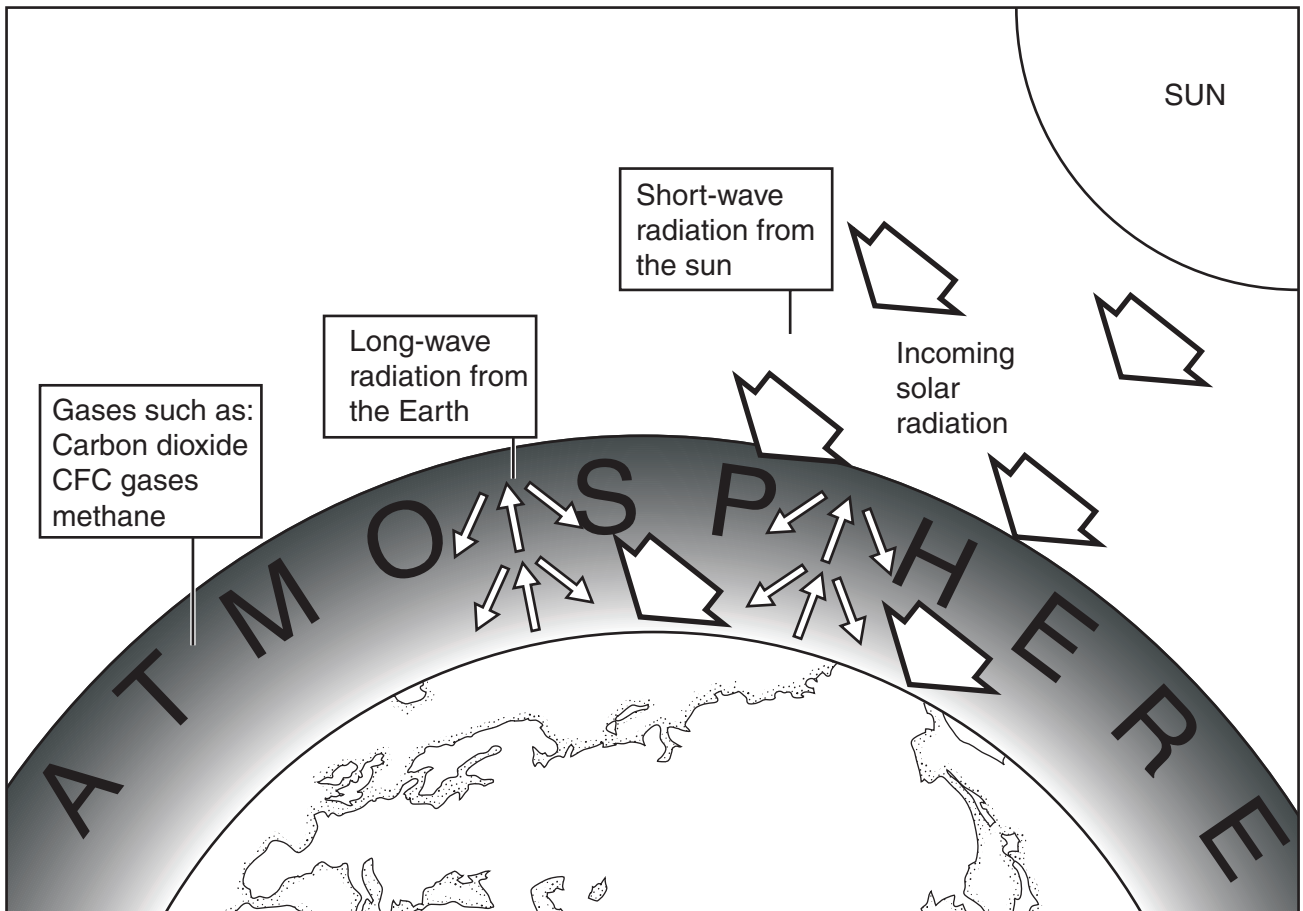 SUN
Short-wave
radiation from
the sun
Long-wave
radiation from
the Earth
Incoming
solar
radiation
Gases such as:
Carbon dioxide
CFC gases
methane
ATMOSPHERE